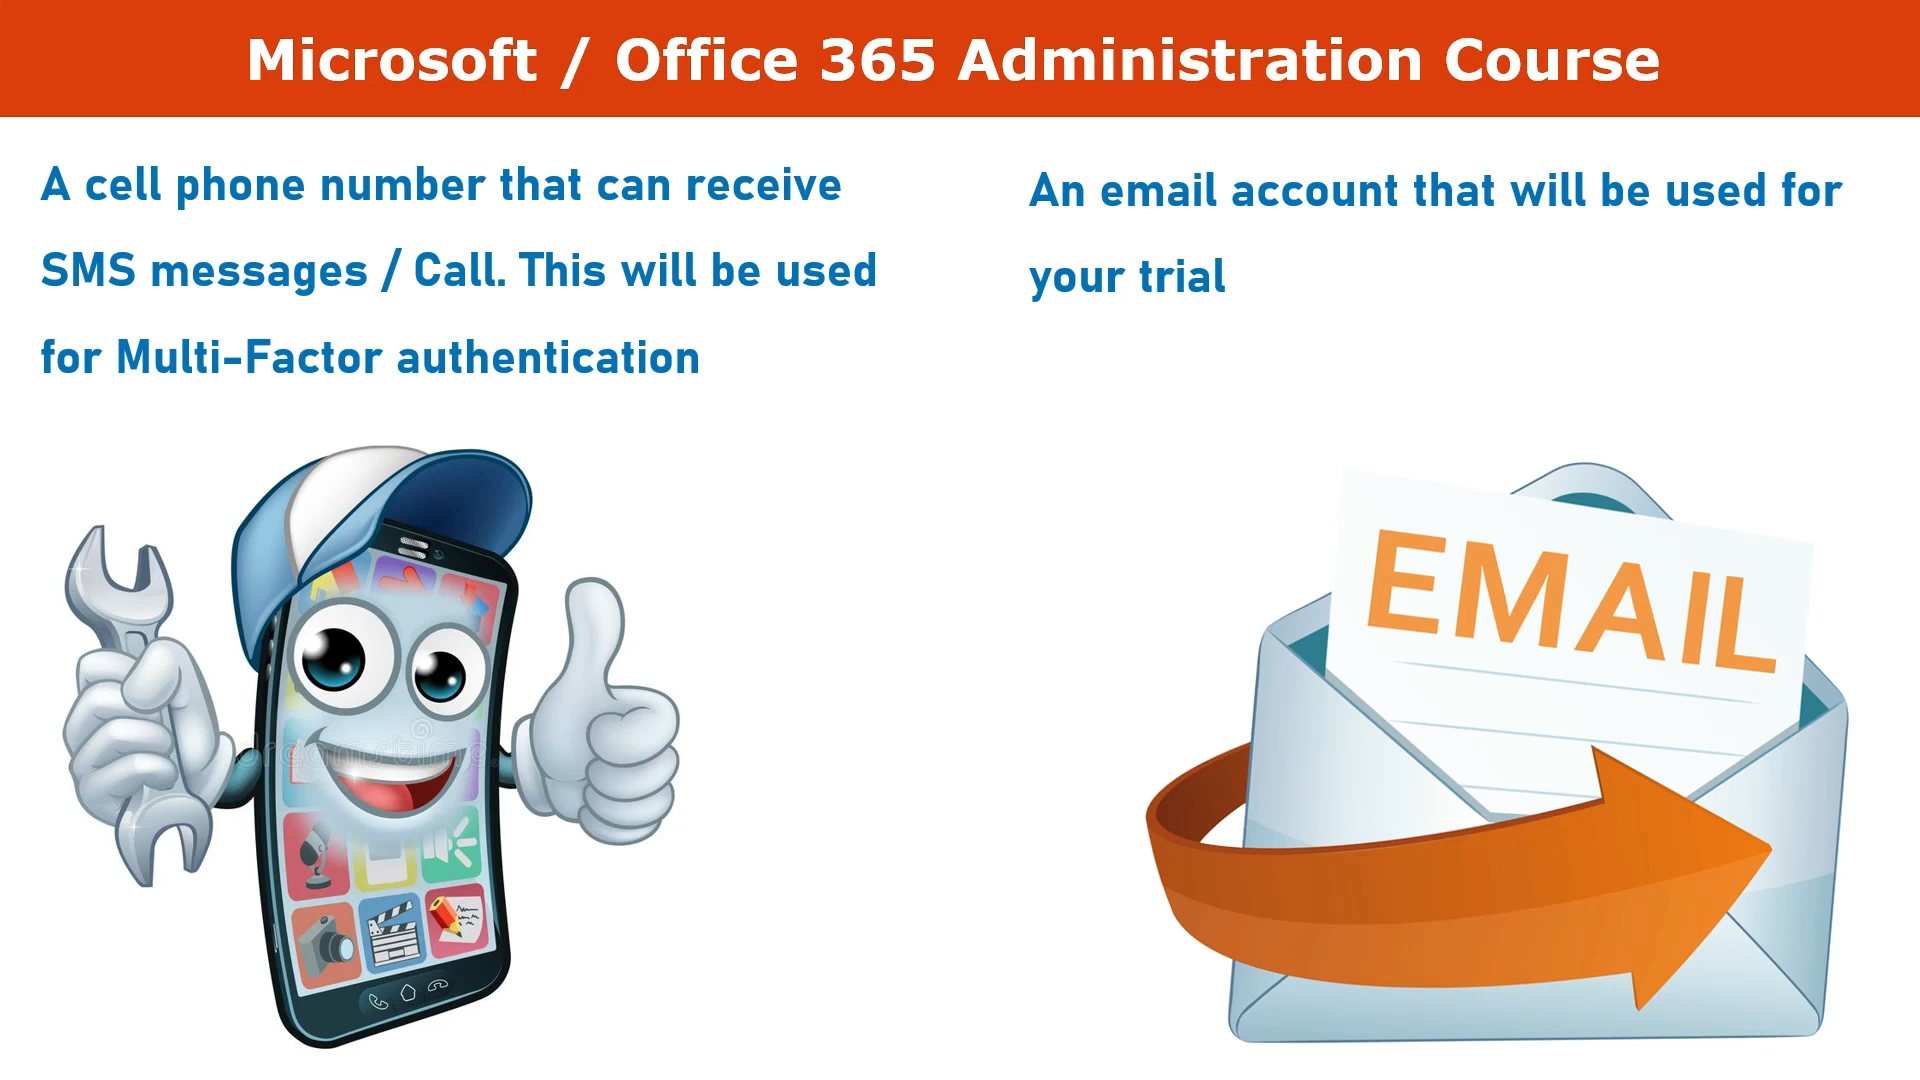 Microsoft / Office 365 Administration Course
A cell phone number that can receive
SMS messages / Call. This will be used
for Multi-Factor authentication
An email account that will be used for
your trial
EMAIL
dreamstime